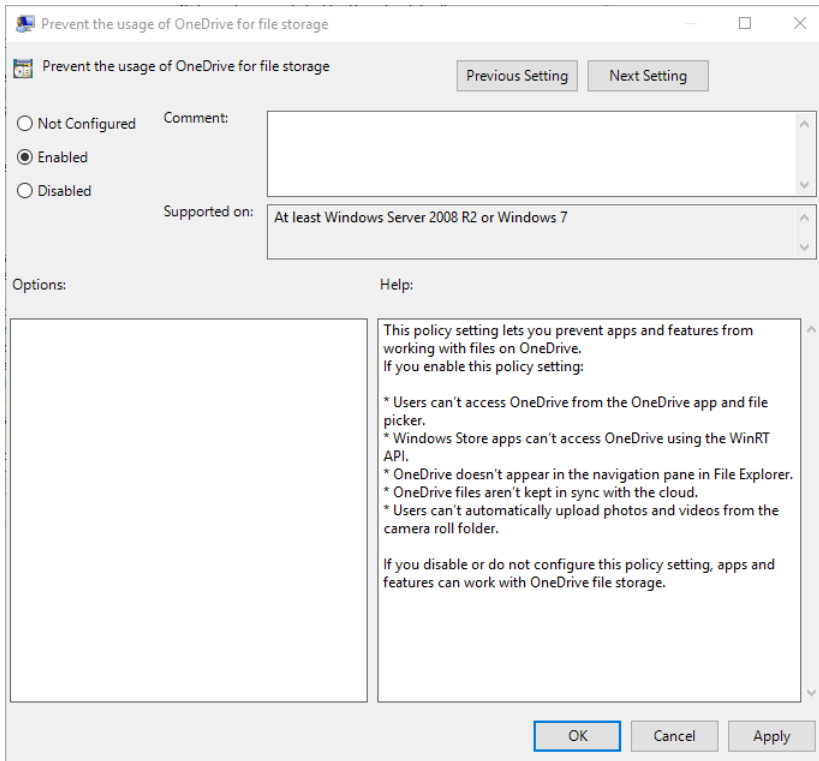 Prevent the usage of OneDrive for file storage
Prevent the usage of OneDrive for file storage
Previous Setting
Next Setting
Not Configured
Enabled
Disabled
Comment:
Supported on:
At least Windows Server 2008 R2 or Windows 7
Options:
Help:
This policy setting lets you prevent apps and features from
working with files on OneDrive.
If you enable this policy setting:
* Users can’t access OneDrive from the OneDrive app and file
picker.
* Windows Store apps can’t access OneDrive using the WinRT
API.
* OneDrive doesn’t appear in the navigation pane in File Explorer.
* OneDrive files aren’t kept in sync with the cloud.
* Users can’t automatically upload photos and videos from the
camera roll folder.
If you disable or do not configure this policy setting, apps and
features can work with OneDrive file storage.
OK
Cancel
Apply